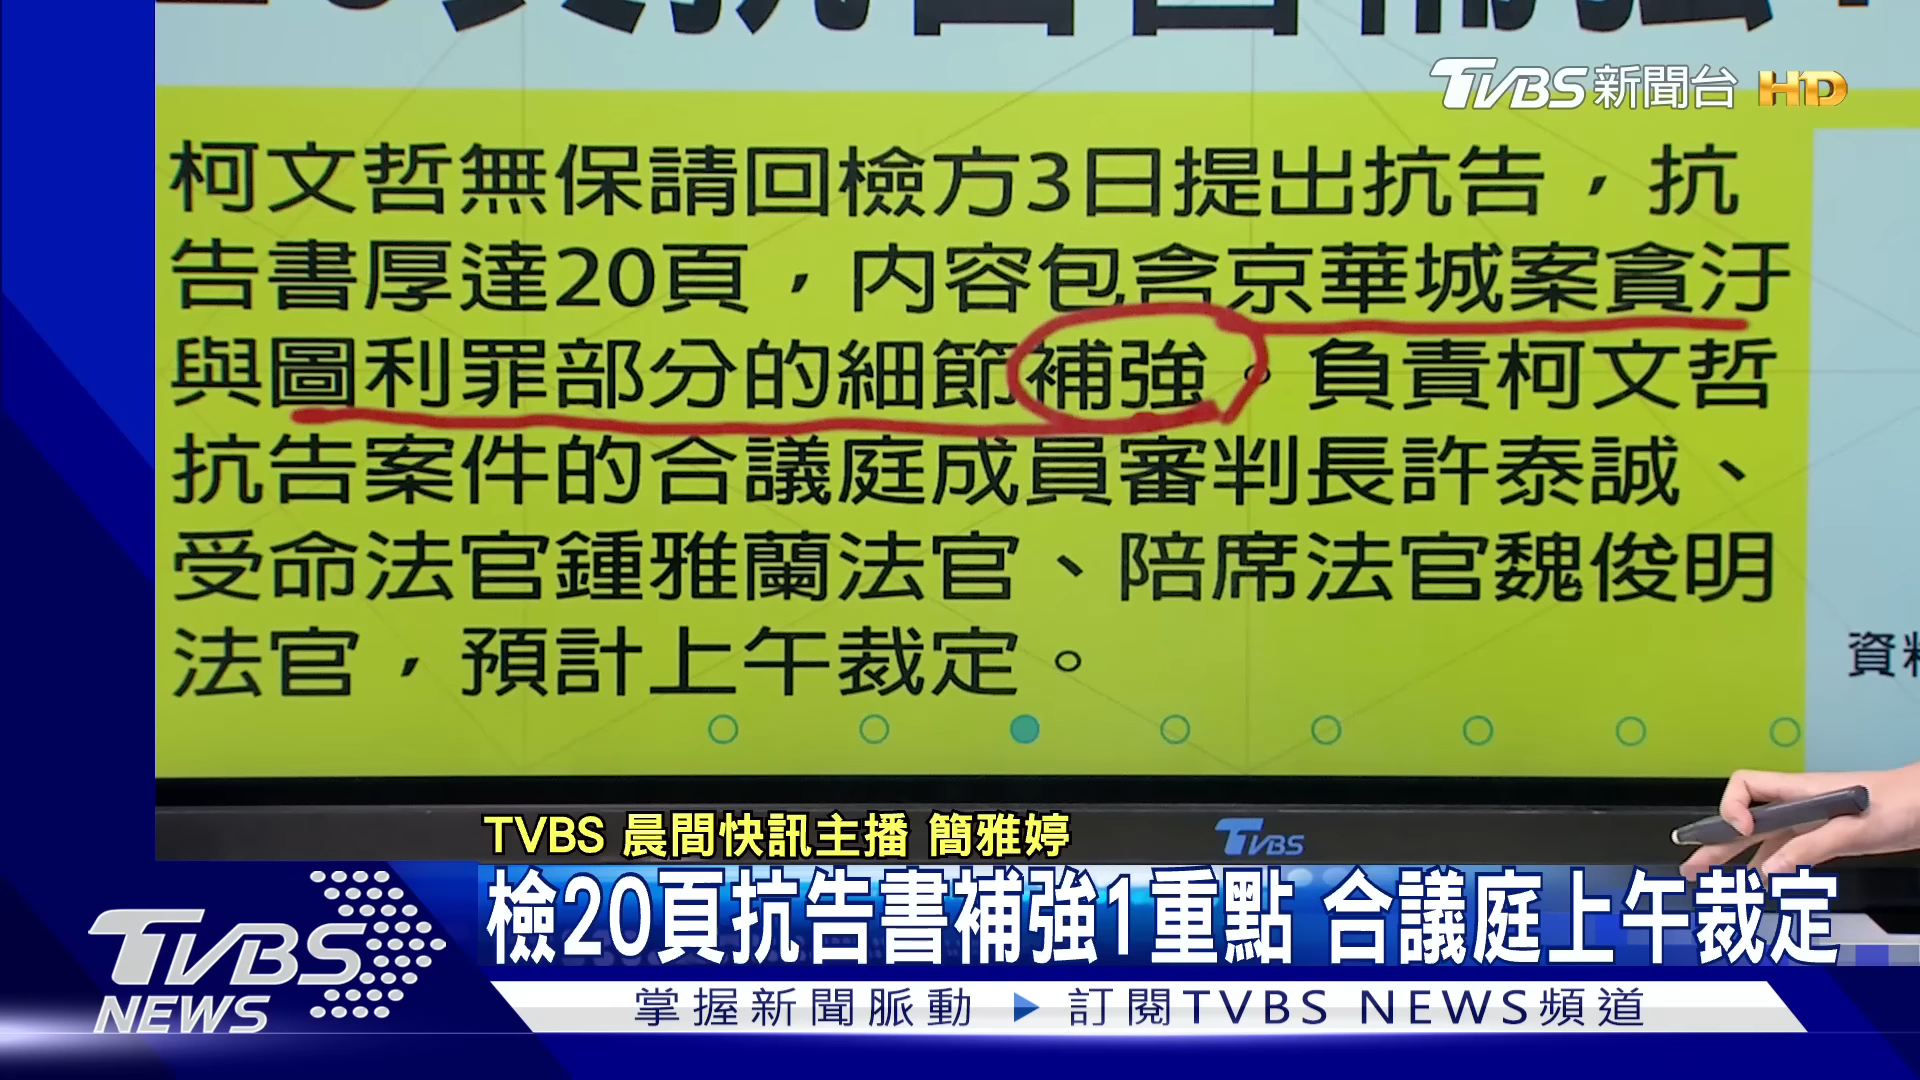 TVBS新聞台 HD
柯文哲無保請回檢方3日提出抗告，抗
告書厚達20頁，內容包含京華城案貪汙
與圖利罪部分的細節補強。負責柯文哲
抗告案件的合議庭成員審判長許泰誠、
受命法官鍾雅蘭法官、陪席法官魏俊明
法官，預計上午裁定。
TVBS 晨間快訊主播 簡雅婷
TVBS
檢20頁抗告書補強1重點 合議庭上午裁定
TVBS
NEWS
掌握新聞脈動 ▶ 訂閱TVBS NEWS頻道